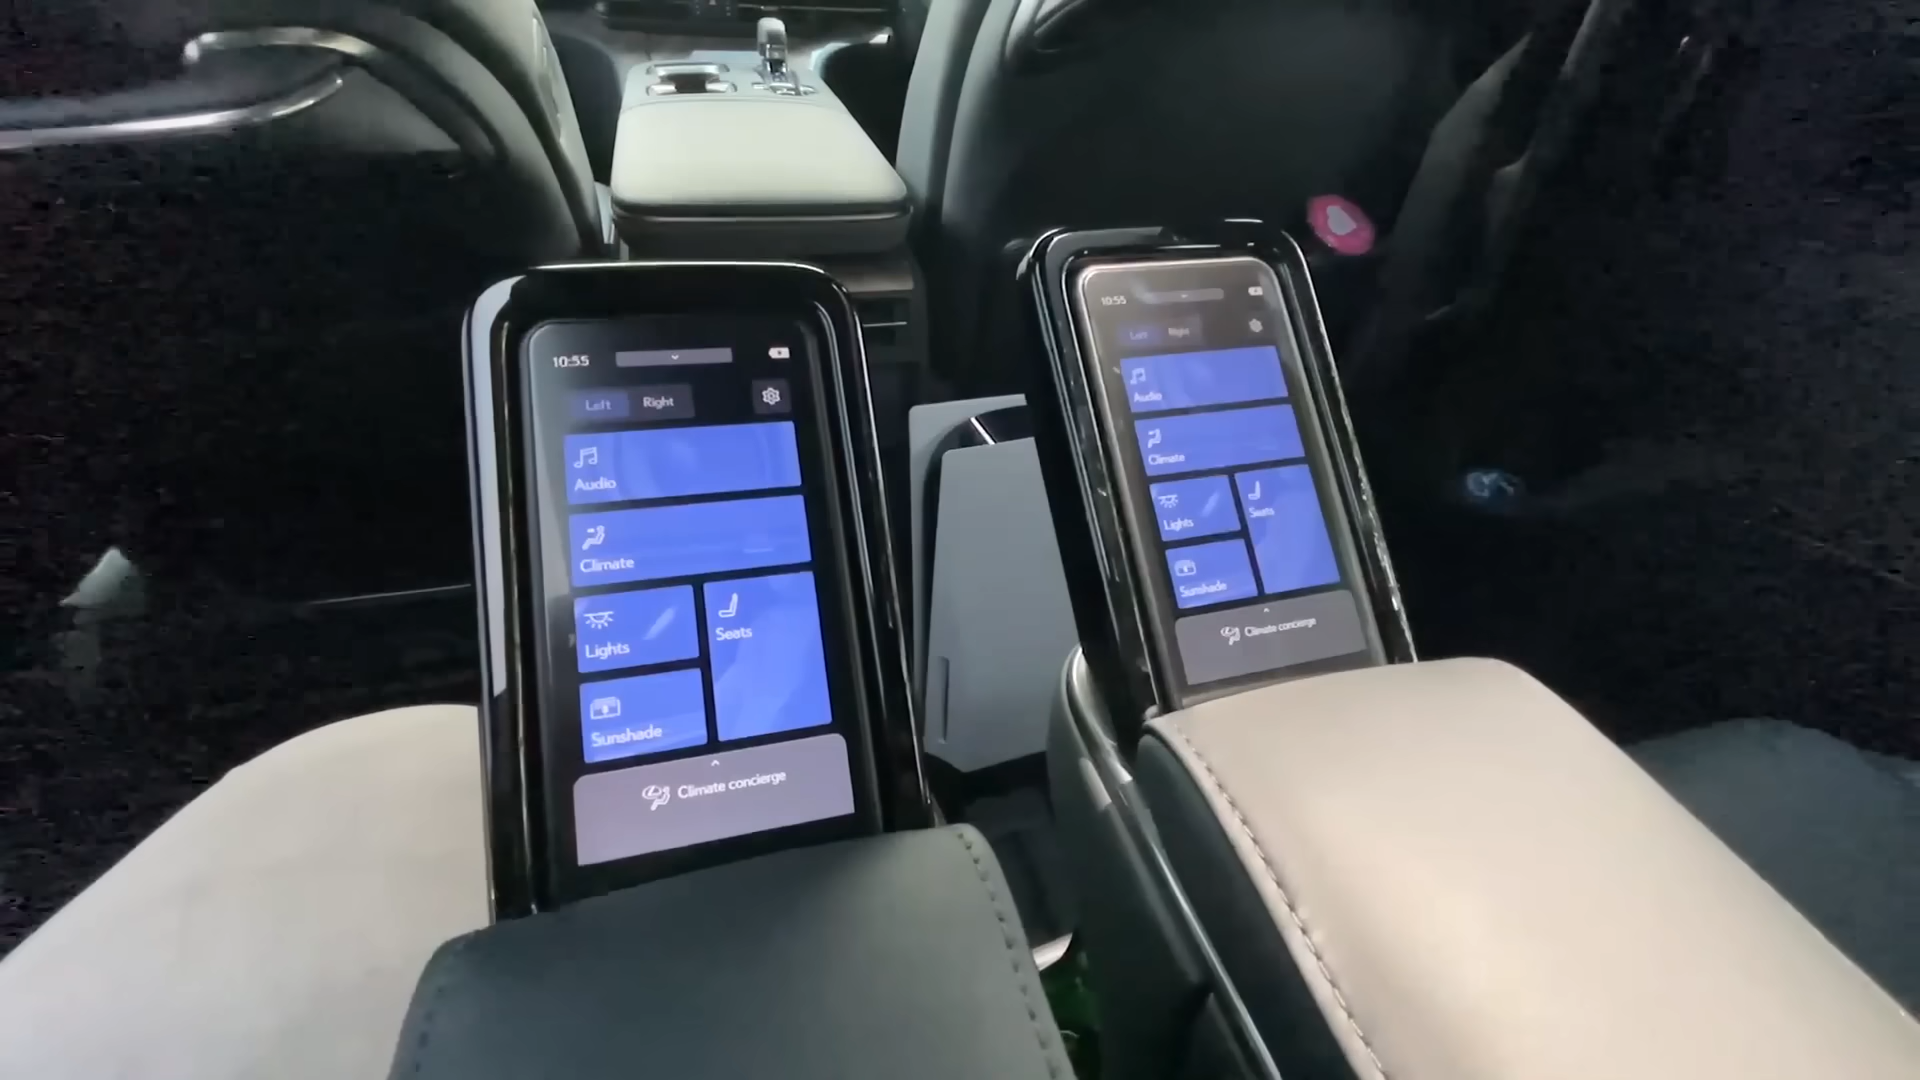 10:55
Left Right
Audio
Climate
Lights
Seats
Sunshade
Climate concierge
10:55
Left Right
Audio
Climate
Lights
Seats
Sunshade
Climate concierge